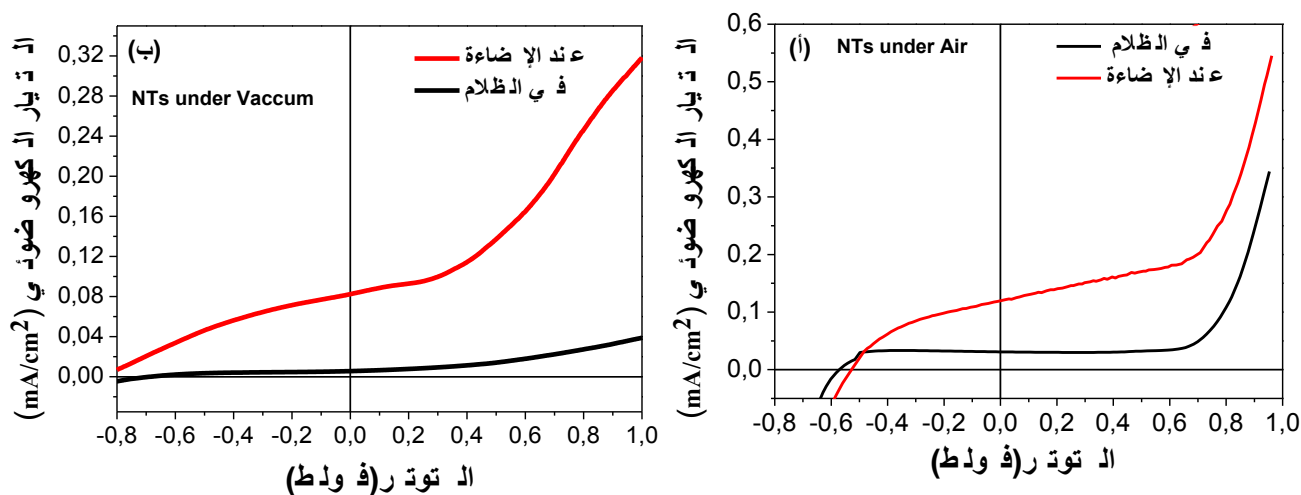 (أ)
NTs under Air
في الظلام
عند الإضاءة
التيار الكهروضوئي (mA/cm²)
0,6
0,5
0,4
0,3
0,2
0,1
0,0
-0,8 -0,6 -0,4 -0,2 0,0 0,2 0,4 0,6 0,8 1,0
التوتر(فولط)
(ب)
عند الإضاءة
في الظلام
NTs under Vaccum
التيار الكهروضوئي (mA/cm²)
0,32
0,28
0,24
0,20
0,16
0,12
0,08
0,04
0,00
-0,8 -0,6 -0,4 -0,2 0,0 0,2 0,4 0,6 0,8 1,0
التوتر(فولط)